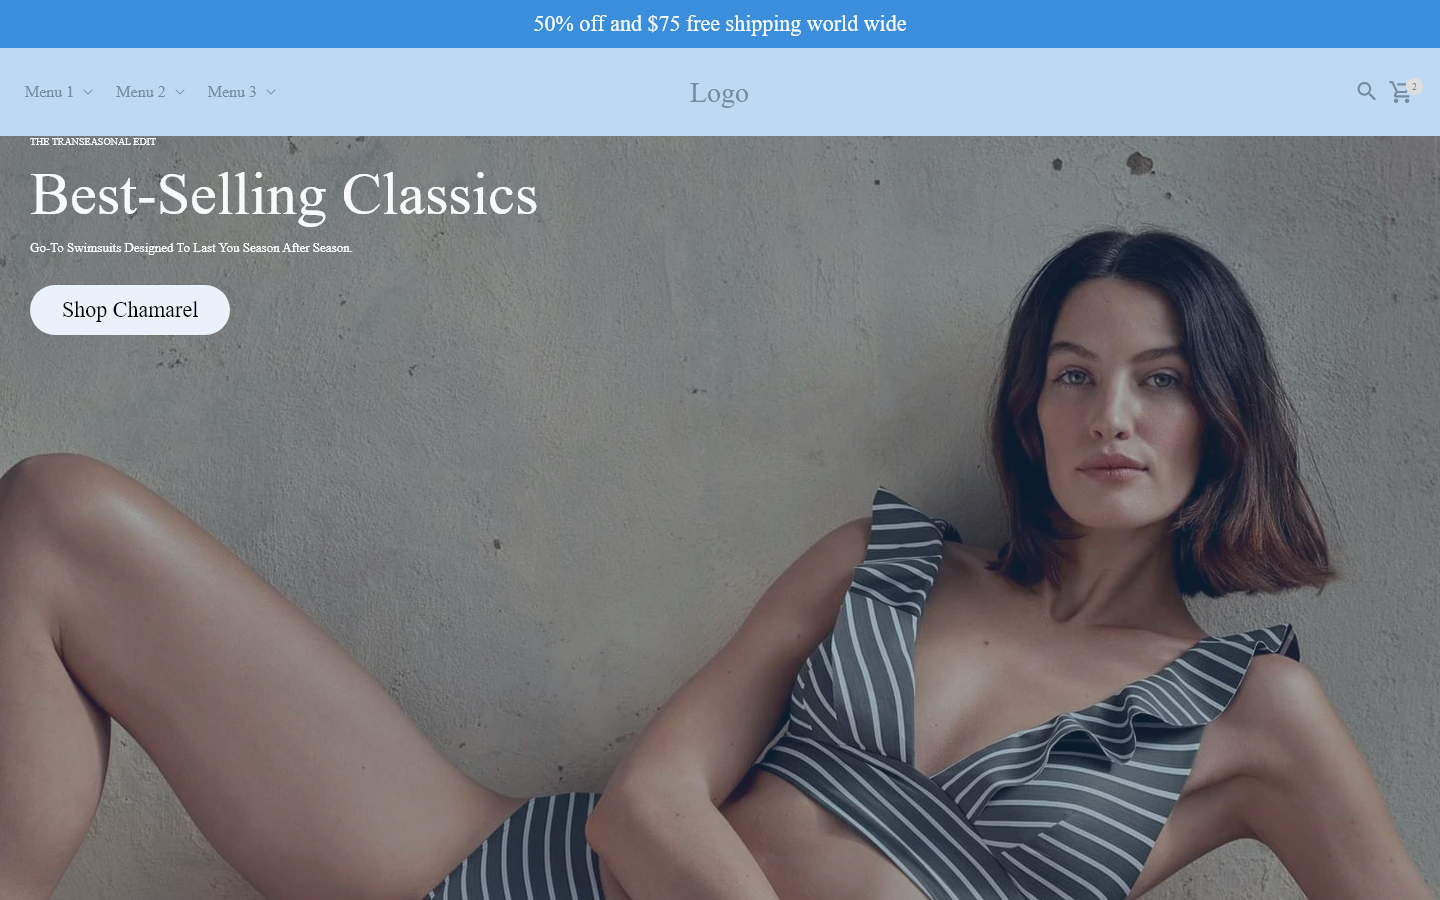 50% off and $75 free shipping world wide
Menu 1
Menu 2
Menu 3
Logo
2
THE TRANSEASONAL EDIT
Best-Selling Classics
Go-To Swimsuits Designed To Last You Season After Season.
Shop Chamarel